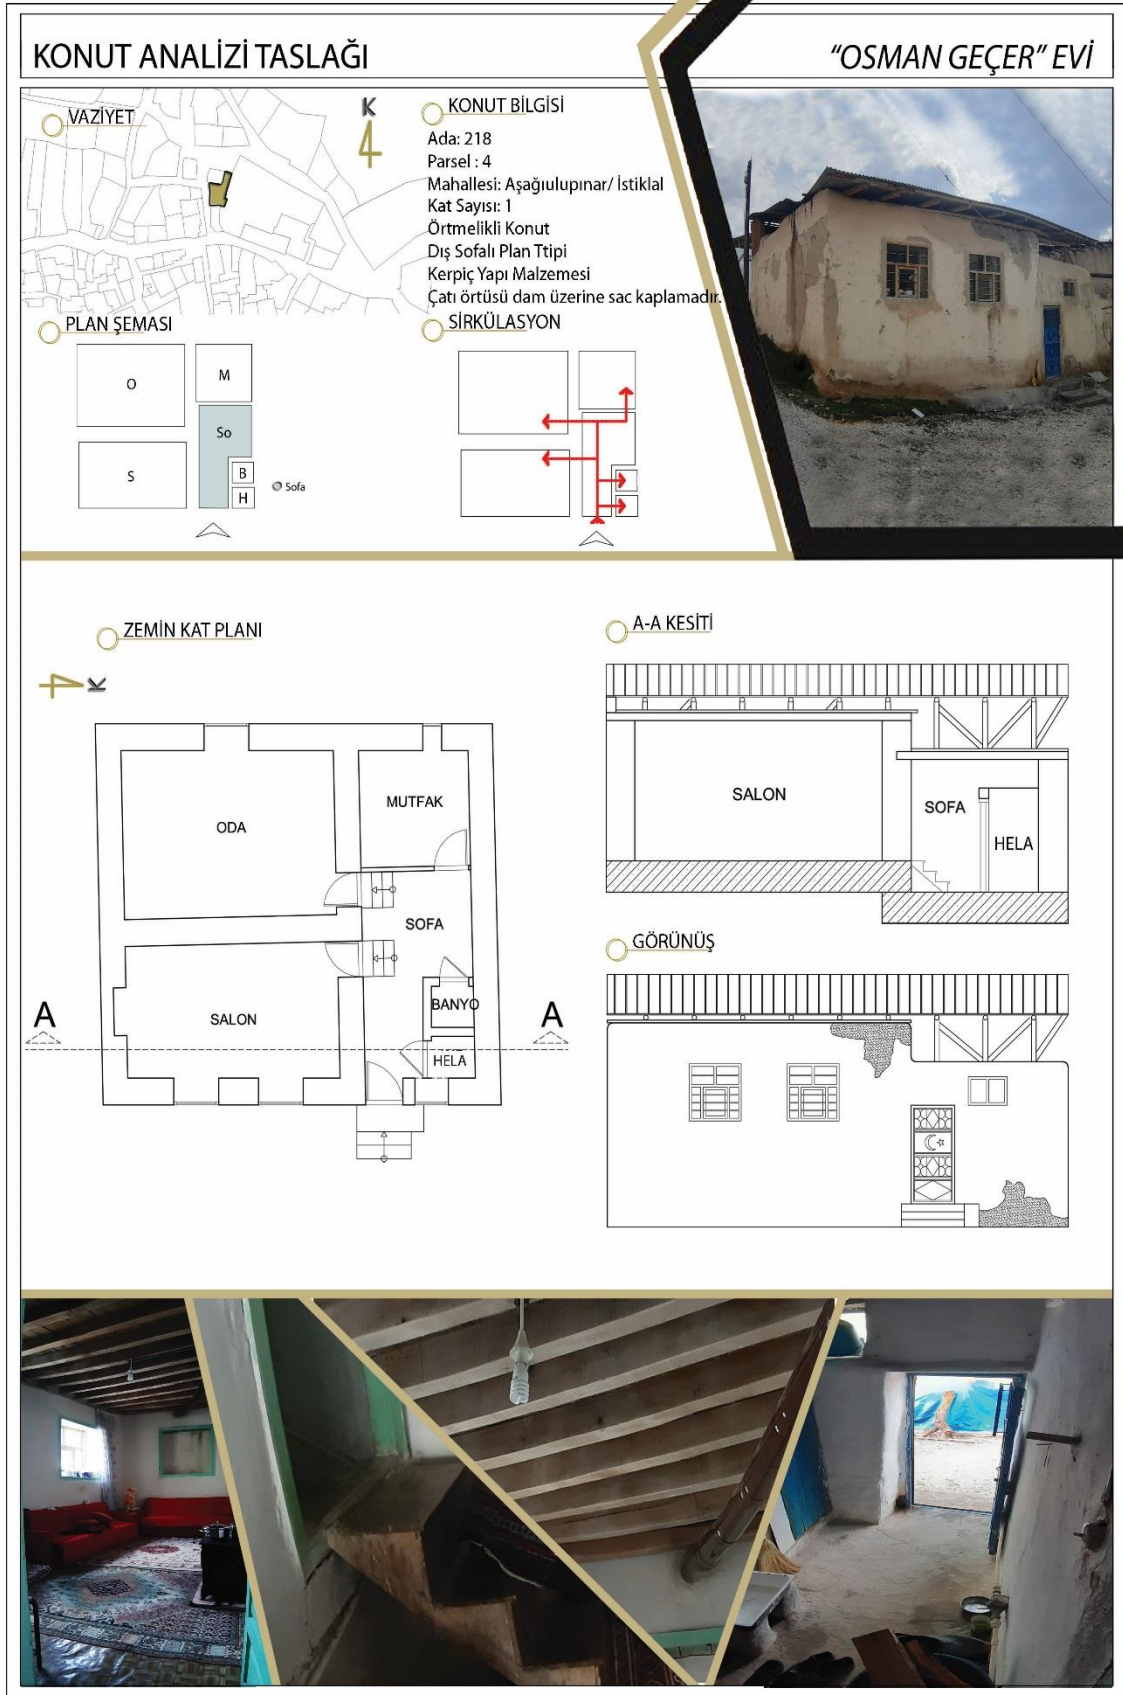 KONUT ANALİZİ TASLAĞI
"OSMAN GEÇER" EVİ
VAZİYET
K
KONUT BİLGİSİ
Ada: 218
Parsel : 4
Mahallesi: Aşağıulupınar/ İstiklal
Kat Sayısı: 1
Örtmelikli Konut
Dış Sofalı Plan Ttipi
Kerpiç Yapı Malzemesi
Çatı örtüsü dam üzerine sac kaplamadır.
PLAN ŞEMASI
O
M
So
S
B
H
Sofa
SİRKÜLASYON
ZEMİN KAT PLANI
K
ODA
MUTFAK
SOFA
SALON
BANYO
HELA
A
A
A-A KESİTİ
SALON
SOFA
HELA
GÖRÜNÜŞ